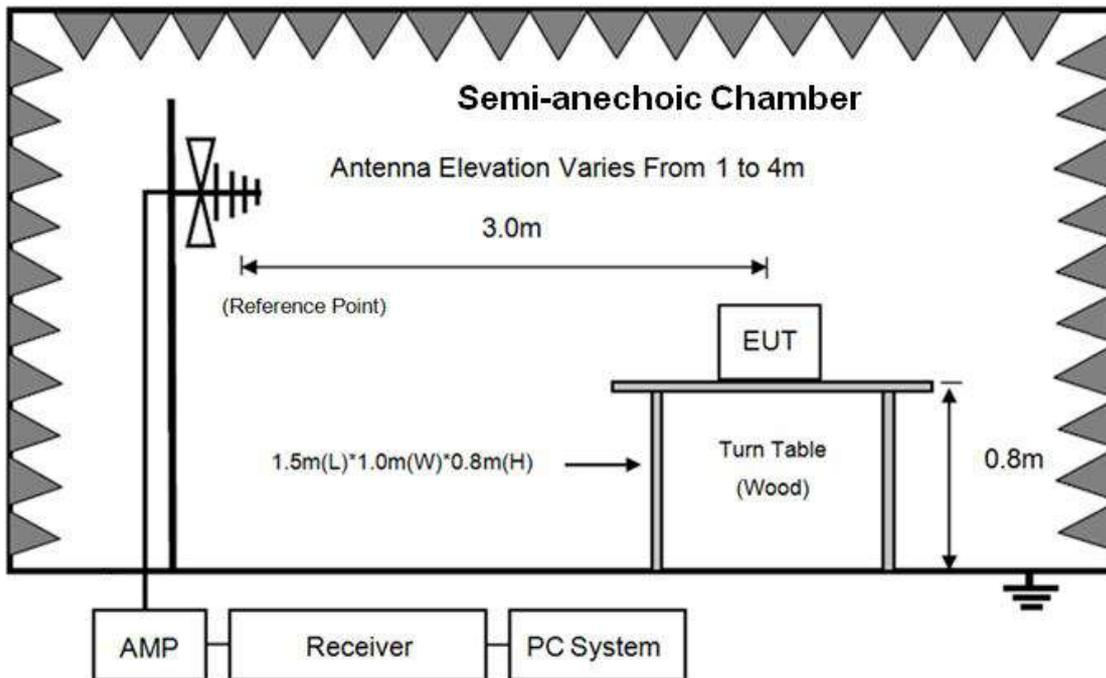 Semi-anechoic Chamber
Antenna Elevation Varies From 1 to 4m
3.0m
(Reference Point)
EUT
1.5m(L)*1.0m(W)*0.8m(H)
Turn Table
(Wood)
0.8m
AMP
Receiver
PC System